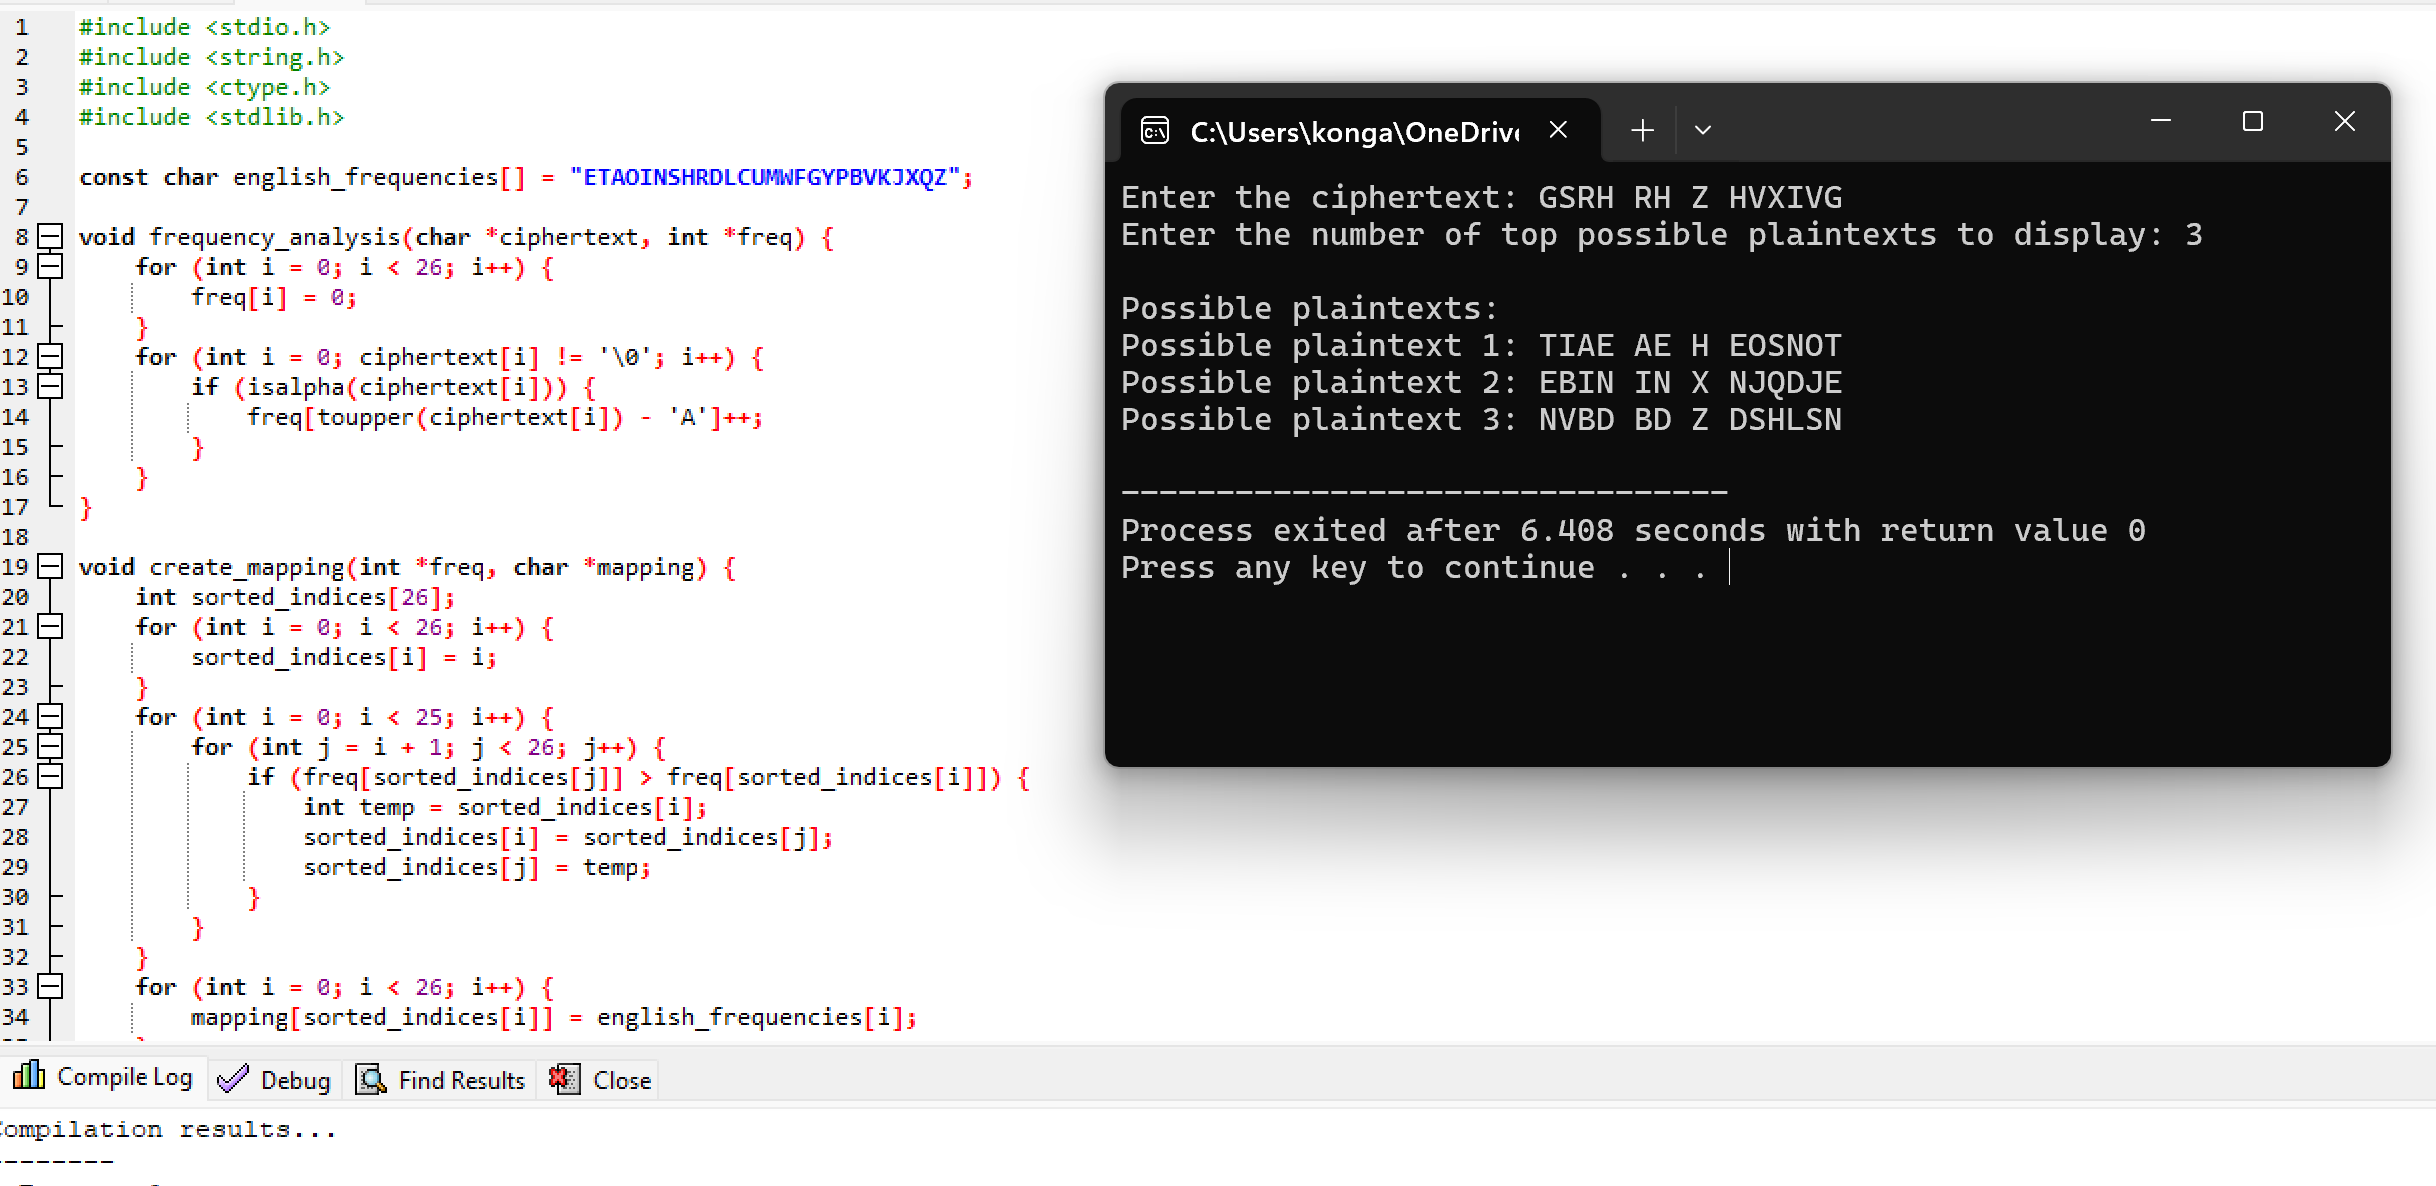 1 #include <stdio.h>
2 #include <string.h>
3 #include <ctype.h>
4 #include <stdlib.h>
5
6 const char english_frequencies[] = "ETAOINSHRDLCUMWFGYPBVKJXQZ";
7
8 void frequency_analysis(char *ciphertext, int *freq) {
9     for (int i = 0; i < 26; i++) {
10         freq[i] = 0;
11     }
12     for (int i = 0; ciphertext[i] != '\0'; i++) {
13         if (isalpha(ciphertext[i])) {
14             freq[toupper(ciphertext[i]) - 'A']++;
15         }
16     }
17 }
18
19 void create_mapping(int *freq, char *mapping) {
20     int sorted_indices[26];
21     for (int i = 0; i < 26; i++) {
22         sorted_indices[i] = i;
23     }
24     for (int i = 0; i < 25; i++) {
25         for (int j = i + 1; j < 26; j++) {
26             if (freq[sorted_indices[j]] > freq[sorted_indices[i]]) {
27                 int temp = sorted_indices[i];
28                 sorted_indices[i] = sorted_indices[j];
29                 sorted_indices[j] = temp;
30             }
31         }
32     }
33     for (int i = 0; i < 26; i++) {
34         mapping[sorted_indices[i]] = english_frequencies[i];
C:\Users\konga\OneDriv
Enter the ciphertext: GSRH RH Z HVXIVG
Enter the number of top possible plaintexts to display: 3
Possible plaintexts:
Possible plaintext 1: TIAE AE H EOSNOT
Possible plaintext 2: EBIN IN X NJQDJE
Possible plaintext 3: NVBD BD Z DSHLSN
--------------------------------
Process exited after 6.408 seconds with return value 0
Press any key to continue . . .
Compile Log Debug Find Results Close
Compilation results...
--------